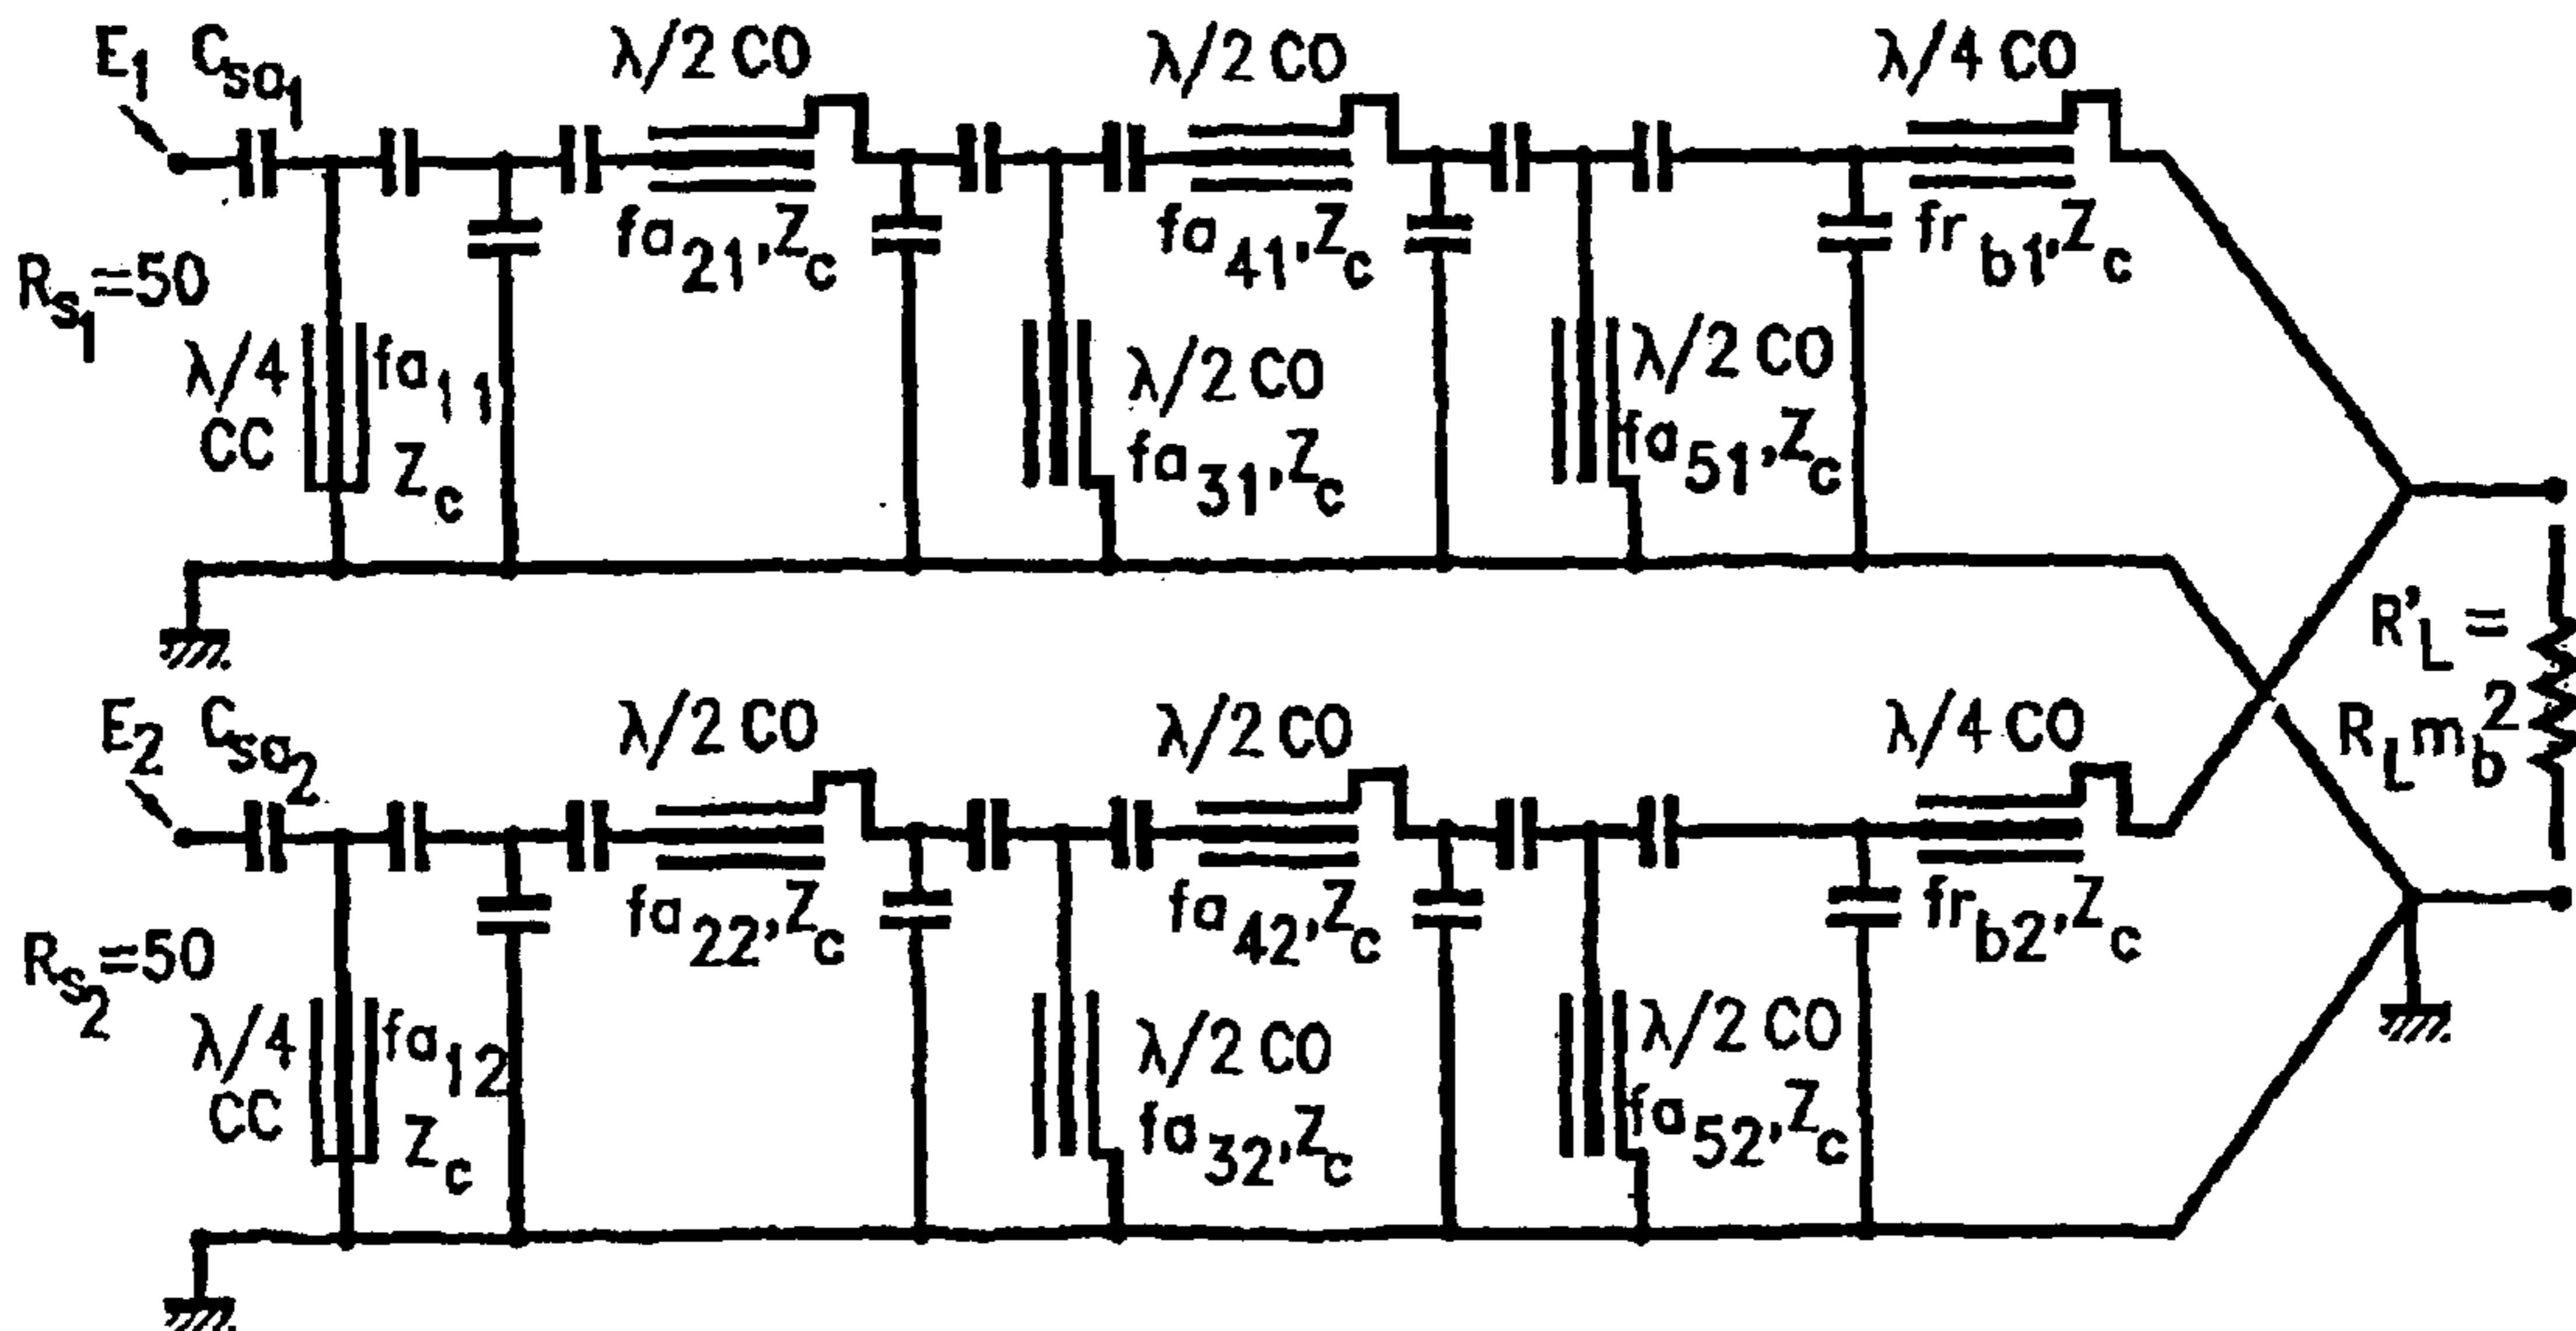 E1 Csa1 λ/2 CO λ/2 CO λ/4 CO
fa21,Zc fa41,Zc frb1,Zc
Rs1=50
λ/4 CC fa11 Zc
λ/2 CO fa31,Zc
λ/2 CO fa51,Zc
R'L = RLmb2
E2 Csa2 λ/2 CO λ/2 CO λ/4 CO
fa22,Zc fa42,Zc frb2,Zc
Rs2=50
λ/4 CC fa12 Zc
λ/2 CO fa32,Zc
λ/2 CO fa52,Zc